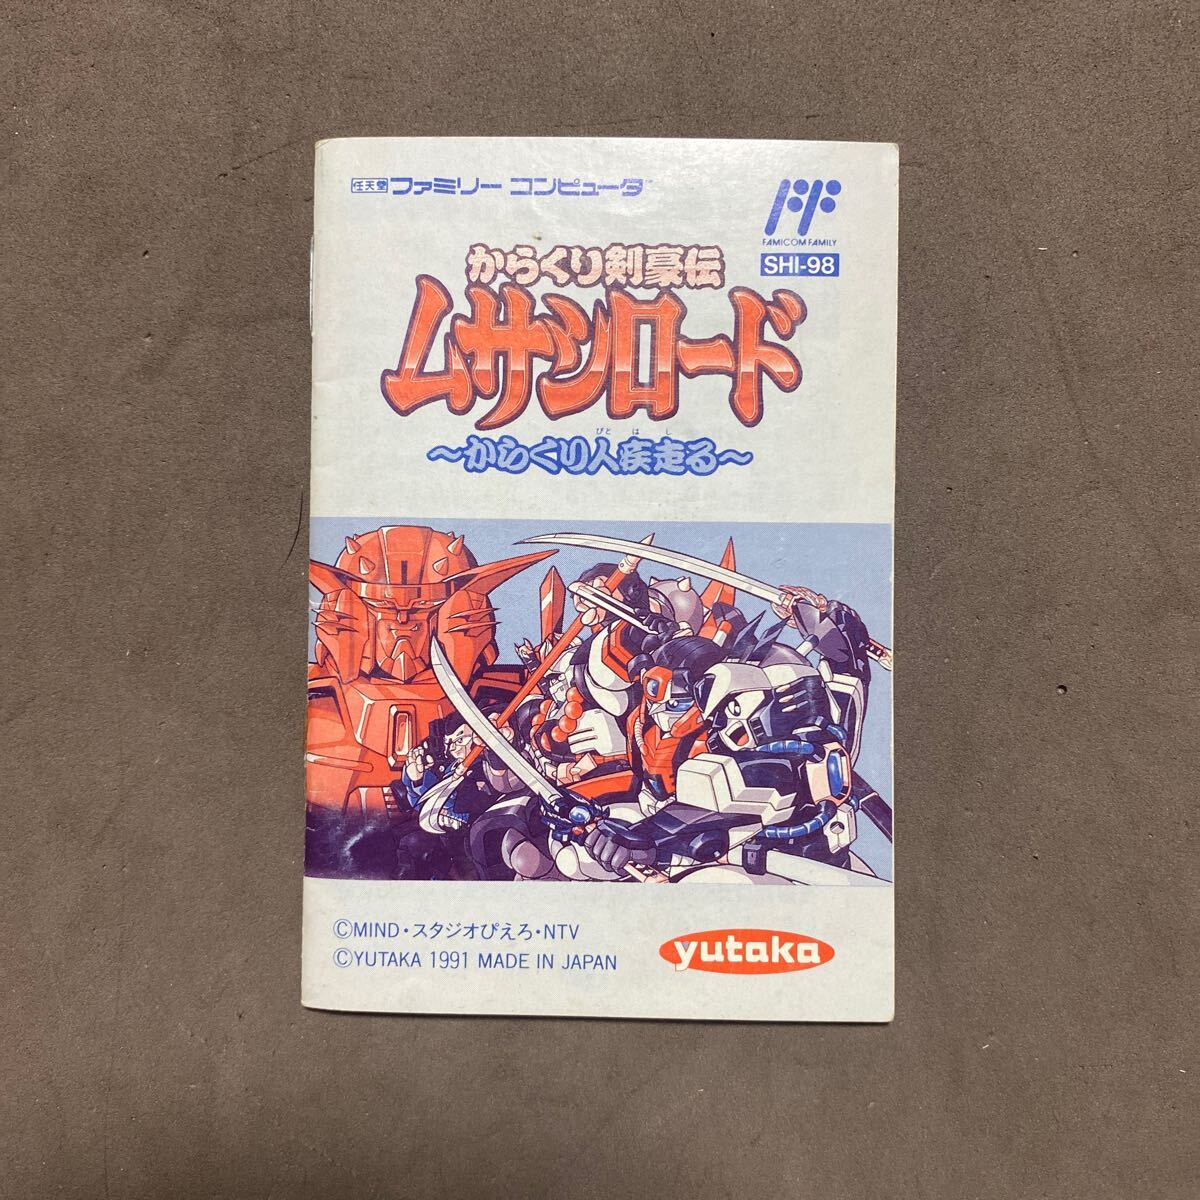 任天堂 ファミリー コンピュータ™
FAMICOM FAMILY
SHI-98
からくり剣豪伝
ムサシロード
びと はし
～からくり人疾走る～
©MIND・スタジオぴえろ・NTV
©YUTAKA 1991 MADE IN JAPAN
yutaka